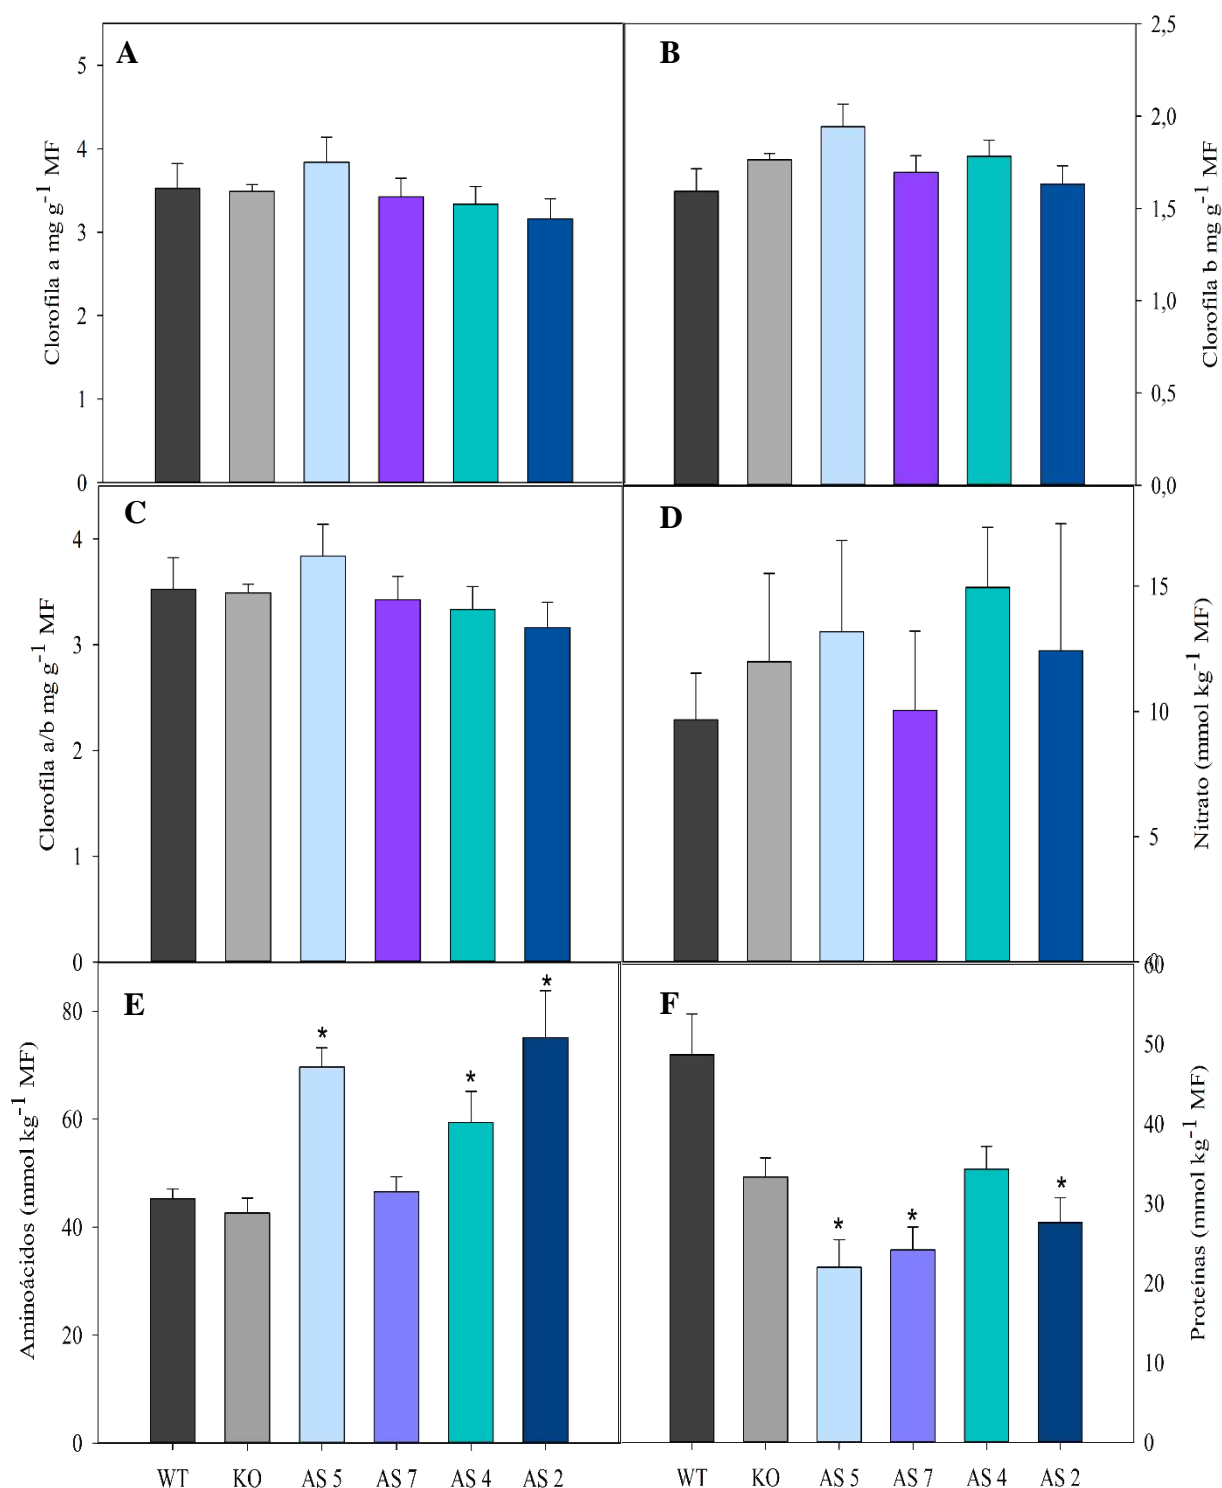 A
Clorofila a mg g-1 MF
5
4
3
2
1
0
B
Clorofila b mg g-1 MF
2,5
2,0
1,5
1,0
0,5
0,0
C
Clorofila a/b mg g-1 MF
4
3
2
1
0
D
Nitrato (mmol kg-1 MF)
15
10
5
0
E
Aminoácidos (mmol kg-1 MF)
80
60
40
20
0
*
*
*
F
Proteínas (mmol kg-1 MF)
60
50
40
30
20
10
0
*
*
*
WT KO AS 5 AS 7 AS 4 AS 2
WT KO AS 5 AS 7 AS 4 AS 2